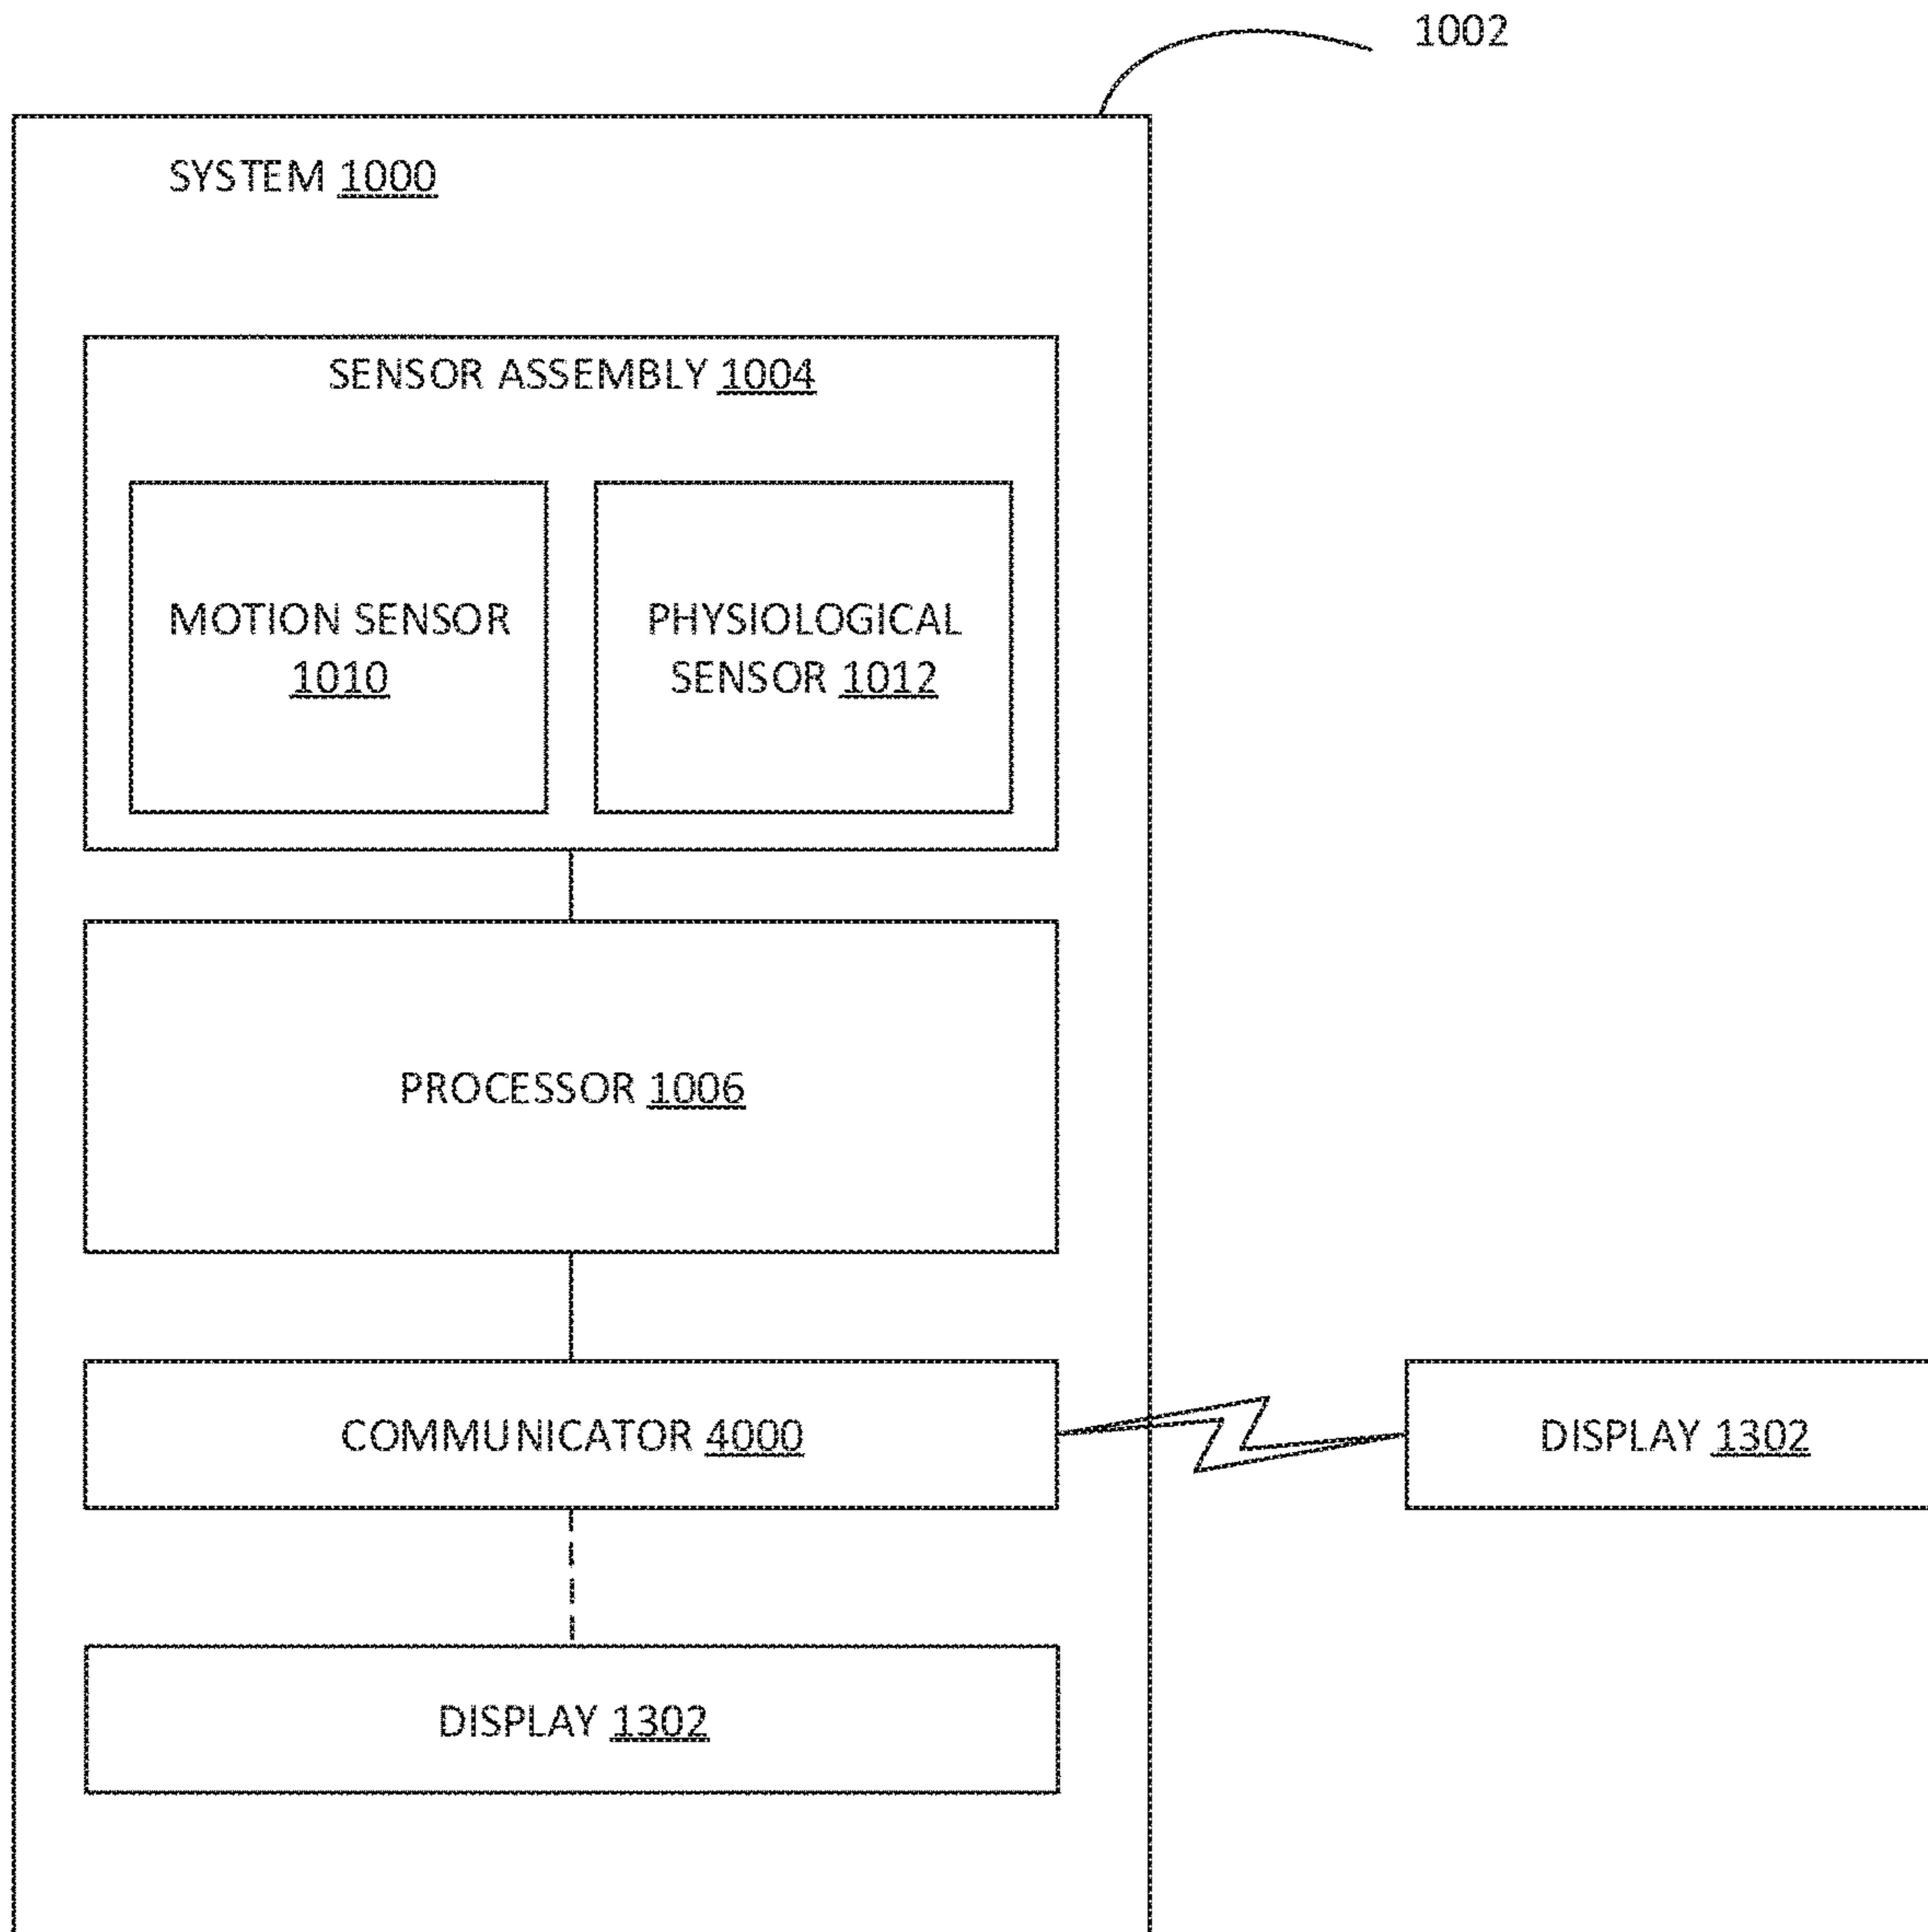 1002
SYSTEM 1000
SENSOR ASSEMBLY 1004
MOTION SENSOR
1010
PHYSIOLOGICAL
SENSOR 1012
PROCESSOR 1006
COMMUNICATOR 4000
DISPLAY 1302
DISPLAY 1302